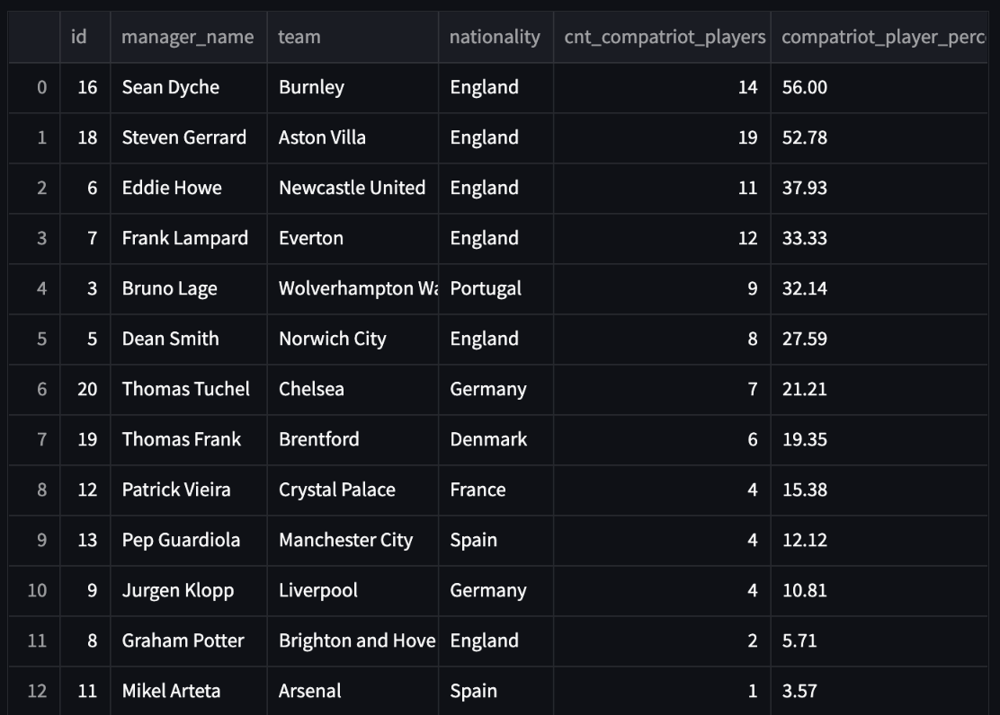 id manager_name team nationality cnt_compatriot_players compatriot_player_perc
0 16 Sean Dyche Burnley England 14 56.00
1 18 Steven Gerrard Aston Villa England 19 52.78
2 6 Eddie Howe Newcastle United England 11 37.93
3 7 Frank Lampard Everton England 12 33.33
4 3 Bruno Lage Wolverhampton Wa Portugal 9 32.14
5 5 Dean Smith Norwich City England 8 27.59
6 20 Thomas Tuchel Chelsea Germany 7 21.21
7 19 Thomas Frank Brentford Denmark 6 19.35
8 12 Patrick Vieira Crystal Palace France 4 15.38
9 13 Pep Guardiola Manchester City Spain 4 12.12
10 9 Jurgen Klopp Liverpool Germany 4 10.81
11 8 Graham Potter Brighton and Hove England 2 5.71
12 11 Mikel Arteta Arsenal Spain 1 3.57